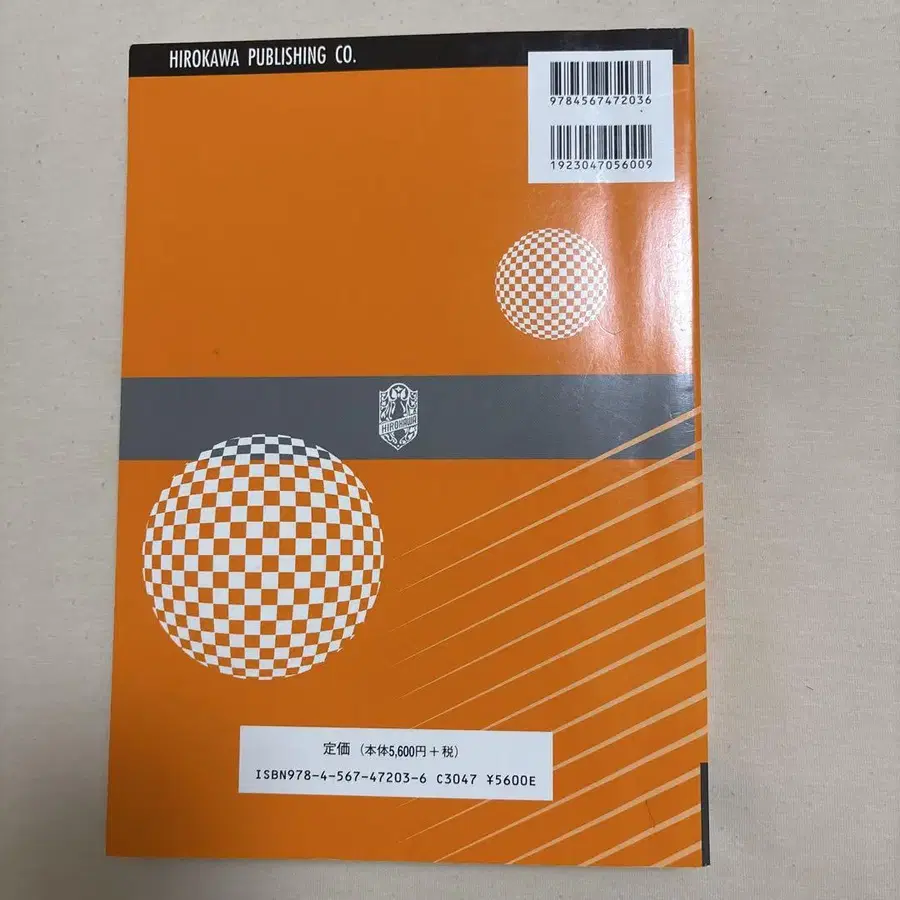 HIROKAWA PUBLISHING CO.
9784567472036
1923047056009
HIROKAWA
定価（本体5,600円＋税）
ISBN978-4-567-47203-6 C3047 ¥5600E